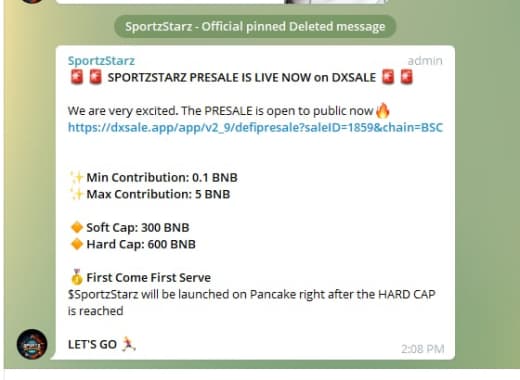 SportzStarz - Official pinned Deleted message
SportzStarz admin
🚨 🚨 SPORTZSTARZ PRESALE IS LIVE NOW on DXSALE 🚨 🚨
We are very excited. The PRESALE is open to public now🔥
https://dxsale.app/app/v2_9/defipresale?saleID=1859&chain=BSC
✨Min Contribution: 0.1 BNB
✨Max Contribution: 5 BNB
🔶Soft Cap: 300 BNB
🔶Hard Cap: 600 BNB
🥇First Come First Serve
$SportzStarz will be launched on Pancake right after the HARD CAP
is reached
LET'S GO 🏃
2:08 PM